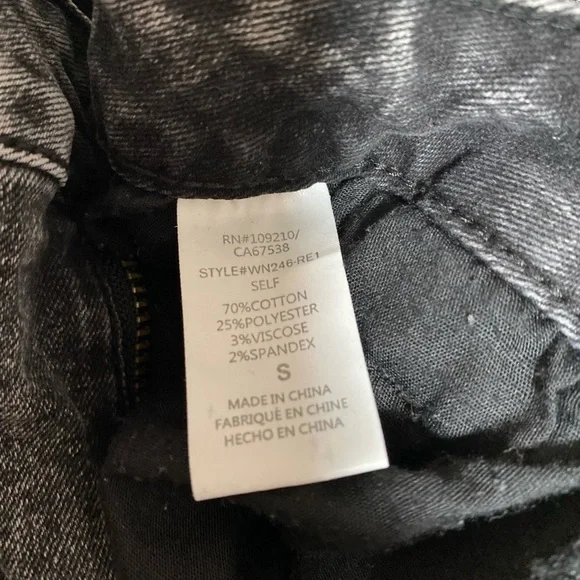 RN#109210/
CA67538
STYLE#WN246-RE1
SELF
70%COTTON
25%POLYESTER
3%VISCOSE
2%SPANDEX
S
MADE IN CHINA
FABRIQUÉ EN CHINE
HECHO EN CHINA